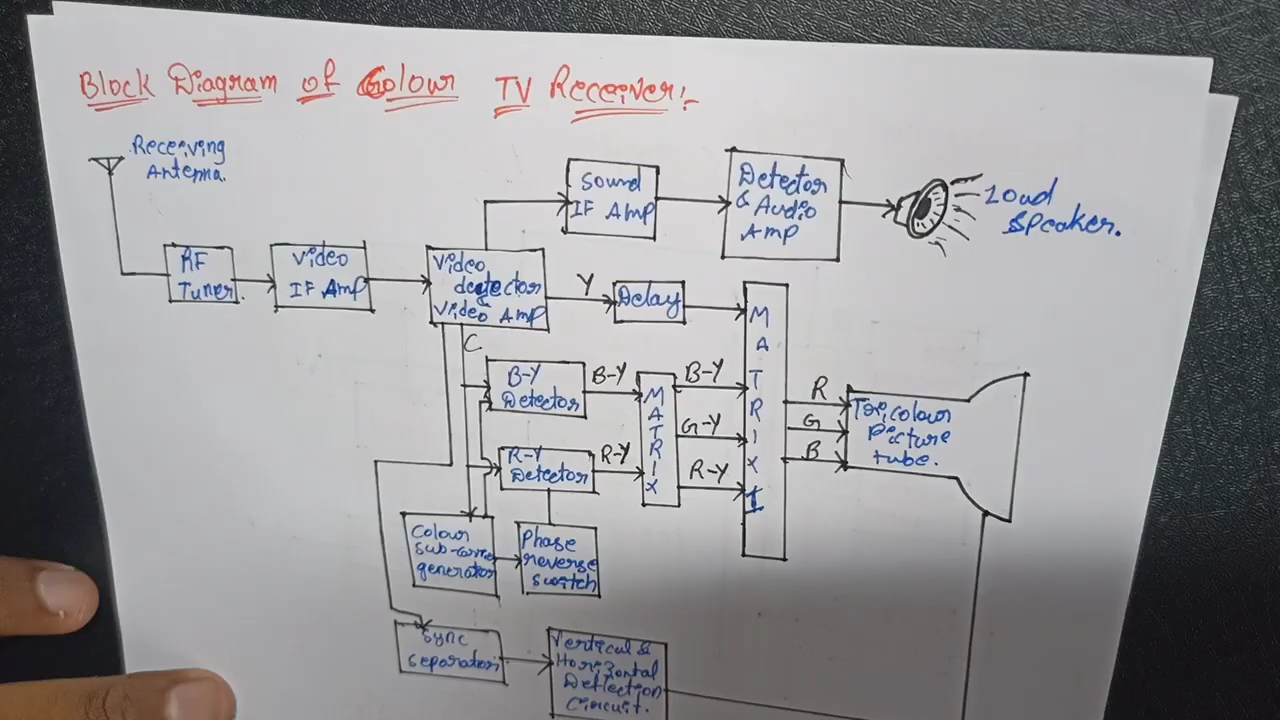 Block Diagram of Colour TV Receiver:-
Receiving
Antenna.
RF
Tuner.
Video
IF Amp
Video
detector
&
Video Amp
Sound
IF Amp
Detector
& Audio
Amp
Loud
Speaker.
Y
Delay
C
B-Y
Detector
B-Y
R-Y
Detector
R-Y
MATRIX
B-Y
G-Y
R-Y
MATRIX I
R
G
B
Tri,colour
Picture
tube.
Colour
Sub-carrier
generator
Phase
reverse
Switch
Sync
Separator
Vertical &
Horizontal
Deflection
Circuit.